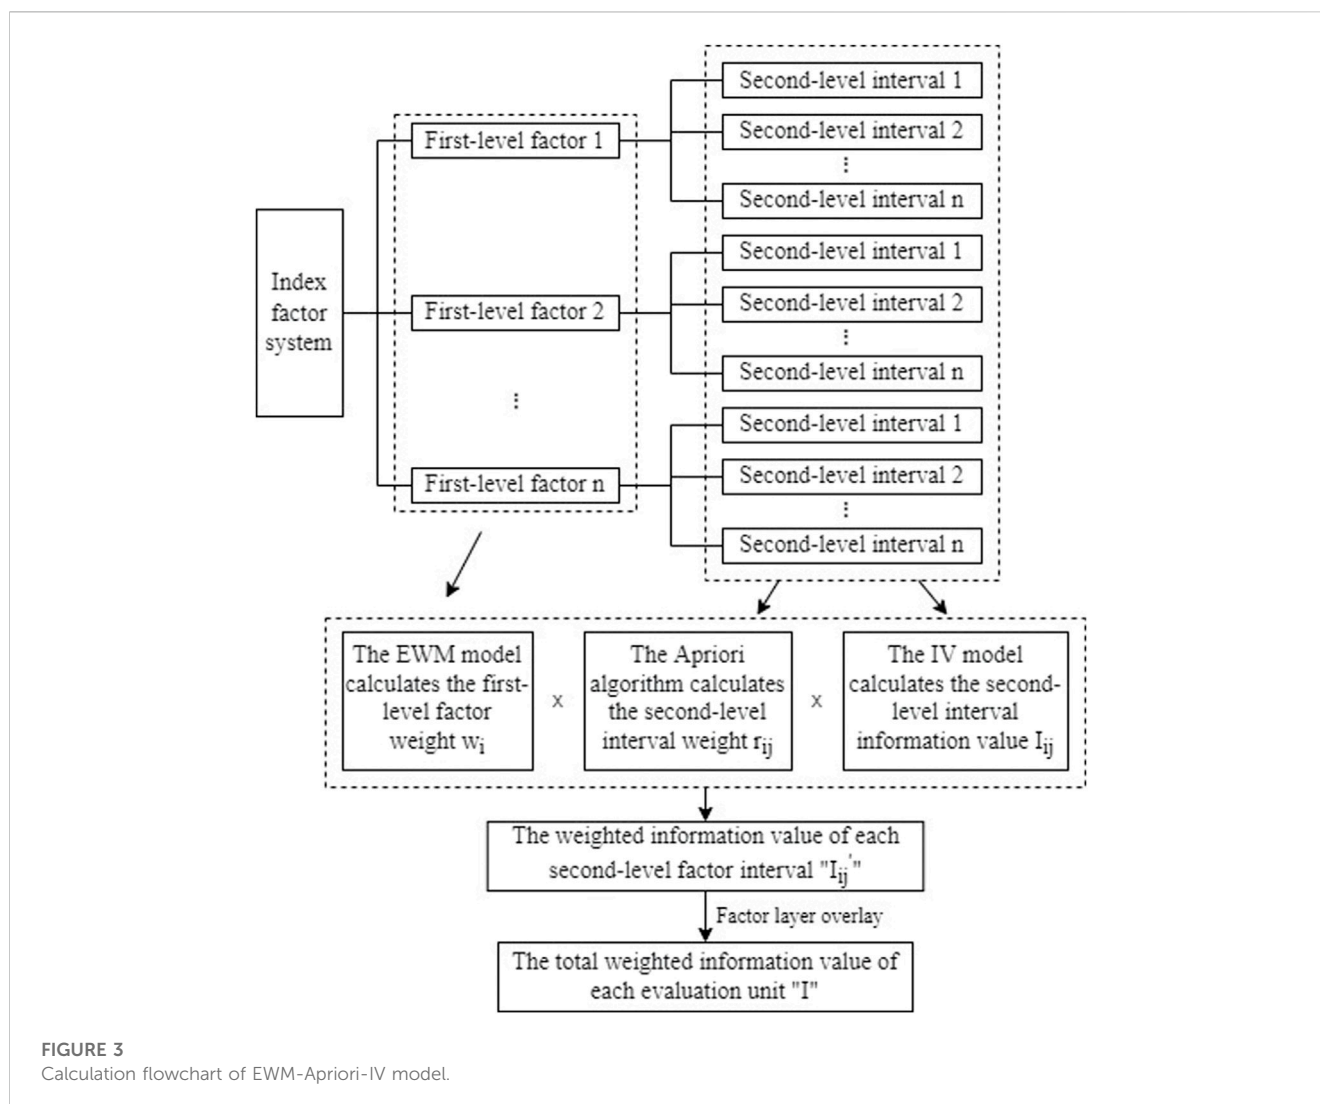 Index
factor
system
First-level factor 1
First-level factor 2
⋮
First-level factor n
Second-level interval 1
Second-level interval 2
⋮
Second-level interval n
Second-level interval 1
Second-level interval 2
⋮
Second-level interval n
Second-level interval 1
Second-level interval 2
⋮
Second-level interval n
The EWM model
calculates the first-
level factor
weight wᵢ
x
The Apriori
algorithm calculates
the second-level
interval weight rᵢⱼ
x
The IV model
calculates the second-
level interval
information value Iᵢⱼ
The weighted information value of each
second-level factor interval "Iᵢⱼ'"
Factor layer overlay
The total weighted information value of
each evaluation unit "I"
FIGURE 3
Calculation flowchart of EWM-Apriori-IV model.